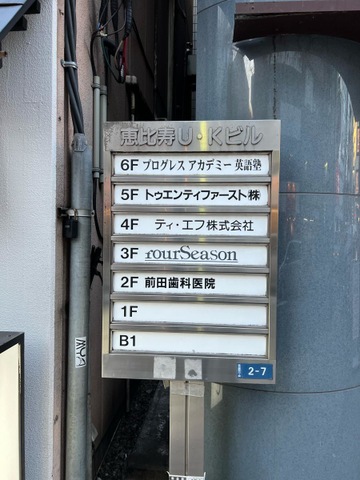 恵比寿U・Kビル
6F プログレス アカデミー 英語塾
5F トゥエンティファースト㈱
4F ティ・エフ株式会社
3F fourSeason
2F 前田歯科医院
1F
B1
2-7